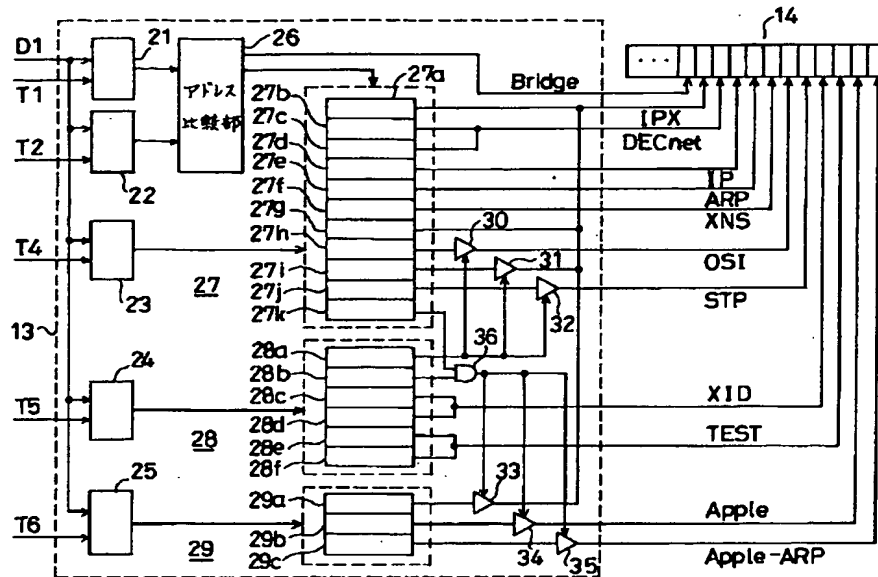 D1
T1
T2
T4
T5
T6
13
21
22
23
24
25
26
アドレス
比較部
27
28
29
27a
27b
27c
27d
27e
27f
27g
27h
27i
27j
27k
28a
28b
28c
28d
28e
28f
29a
29b
29c
30
31
32
36
33
34
35
14
...
Bridge
IPX
DECnet
IP
ARP
XNS
OSI
STP
XID
TEST
Apple
Apple-ARP